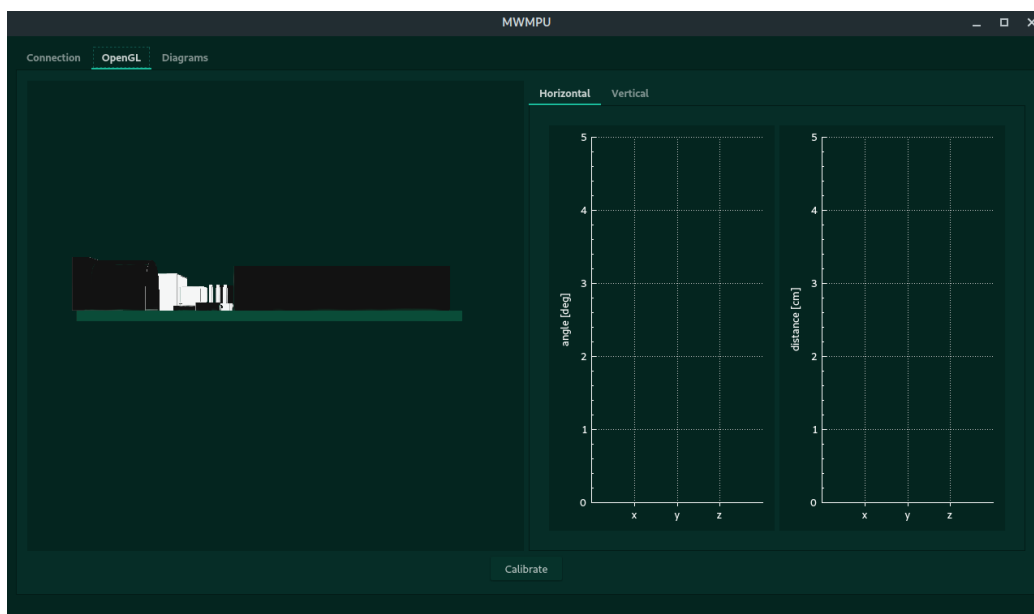 MWMPU
Connection OpenGL Diagrams
Horizontal Vertical
5
4
3
2
1
0
angle [deg]
x y z
5
4
3
2
1
0
distance [cm]
x y z
Calibrate